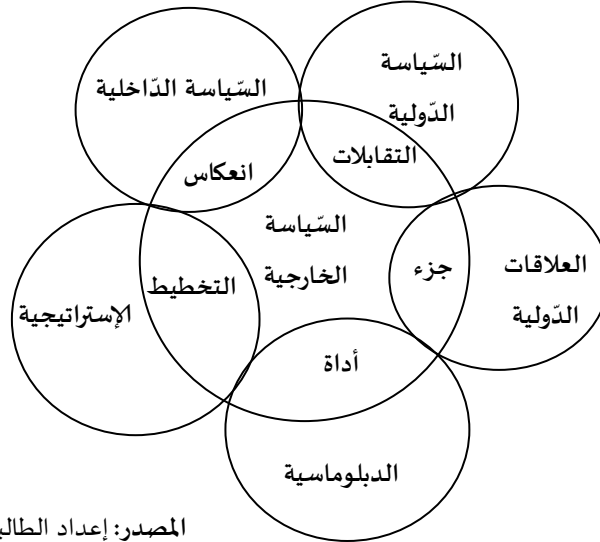 السّياسة
الدّولية
السّياسة الدّاخلية
التقابلات
انعكاس
السّياسة
الخارجية
العلاقات
الدّولية
جزء
التخطيط
الإستراتيجية
أداة
الدبلوماسية
المصدر: إعداد الطالب